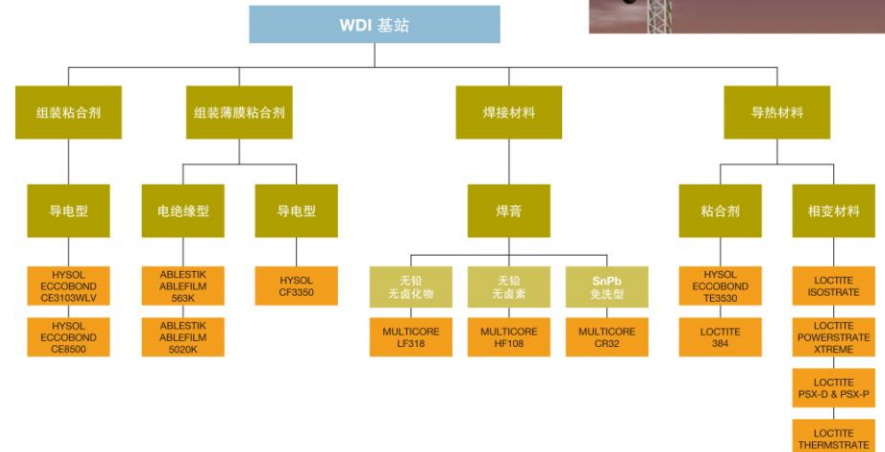 WDI 基站
组装粘合剂
组装薄膜粘合剂
焊接材料
导热材料
导电型
电绝缘型
导电型
焊膏
粘合剂
相变材料
HYSOL
ECCOBOND
CE3103WLV
HYSOL
ECCOBOND
CE8500
ABLESTIK
ABLEFILM
563K
ABLESTIK
ABLEFILM
5020K
HYSOL
CF3350
无铅
无卤化物
MULTICORE
LF318
无铅
无卤素
MULTICORE
HF108
SnPb
免洗型
MULTICORE
CR32
HYSOL
ECCOBOND
TE3530
LOCTITE
384
LOCTITE
ISOSTRATE
LOCTITE
POWERSTRATE
XTREME
LOCTITE
PSX-D & PSX-P
LOCTITE
THERMSTRATE